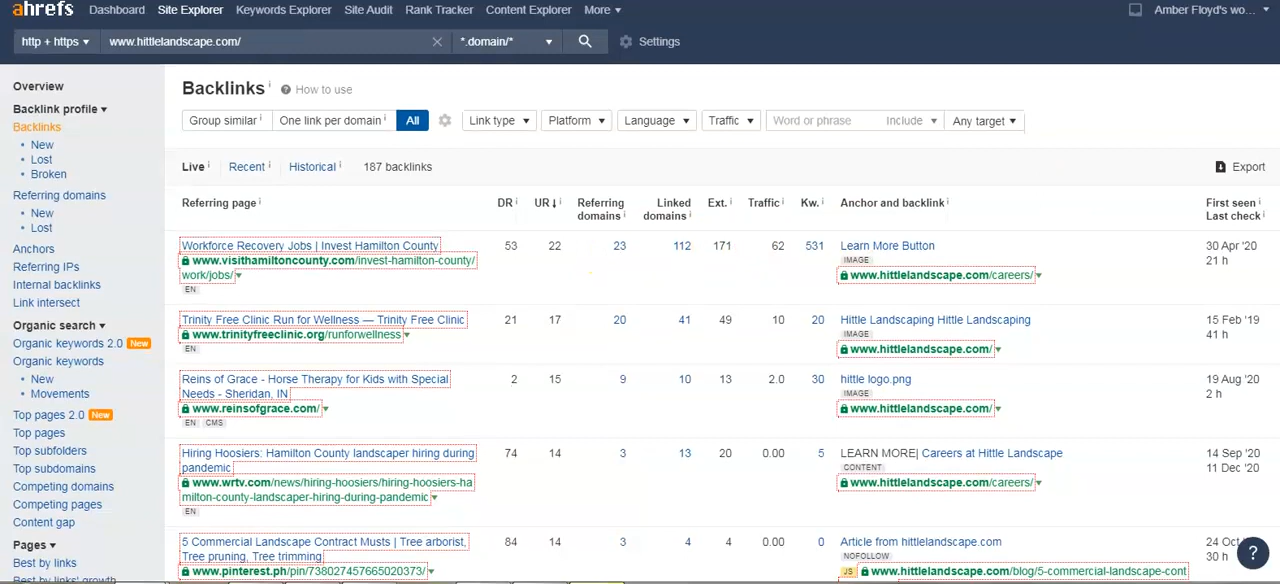 ahrefs Dashboard Site Explorer Keywords Explorer Site Audit Rank Tracker Content Explorer More Amber Floyd's wo...
http + https www.hittlelandscape.com/ *.domain/* Settings
Overview
Backlink profile
Backlinks
• New
• Lost
• Broken
Referring domains
• New
• Lost
Anchors
Referring IPs
Internal backlinks
Link intersect
Organic search
Organic keywords 2.0 New
Organic keywords
• New
• Movements
Top pages 2.0 New
Top pages
Top subfolders
Top subdomains
Competing domains
Competing pages
Content gap
Pages
Best by links
Best by links' growth
Backlinks i ? How to use
Group similar i One link per domain i All Link type Platform Language Traffic Word or phrase Include Any target
Live i Recent i Historical i 187 backlinks Export
Referring page i DR i UR ↓ i Referring domains i Linked domains i Ext. i Traffic i Kw. i Anchor and backlink i First seen i
Last check i
Workforce Recovery Jobs | Invest Hamilton County 53 22 23 112 171 62 531 Learn More Button 30 Apr '20
IMAGE
www.visithamiltoncounty.com/invest-hamilton-county/ 21 h
work/jobs/ www.hittlelandscape.com/careers/
EN
Trinity Free Clinic Run for Wellness — Trinity Free Clinic 21 17 20 41 49 10 20 Hittle Landscaping Hittle Landscaping 15 Feb '19
IMAGE
www.trinityfreeclinic.org/runforwellness 41 h
EN www.hittlelandscape.com/
Reins of Grace - Horse Therapy for Kids with Special 2 15 9 10 13 2.0 30 hittle logo.png 19 Aug '20
Needs - Sheridan, IN IMAGE 2 h
www.reinsofgrace.com/ www.hittlelandscape.com/
EN CMS
Hiring Hoosiers: Hamilton County landscaper hiring during 74 14 3 13 20 0.00 5 LEARN MORE| Careers at Hittle Landscape 14 Sep '20
pandemic CONTENT 11 Dec '20
www.wrtv.com/news/hiring-hoosiers/hiring-hoosiers-ha www.hittlelandscape.com/careers/
milton-county-landscaper-hiring-during-pandemic
EN
5 Commercial Landscape Contract Musts | Tree arborist, 84 14 3 4 4 0.00 0 Article from hittlelandscape.com 24 Oct
Tree pruning, Tree trimming NOFOLLOW 30 h
www.pinterest.ph/pin/738027457665020373/ JS www.hittlelandscape.com/blog/5-commercial-landscape-cont
?